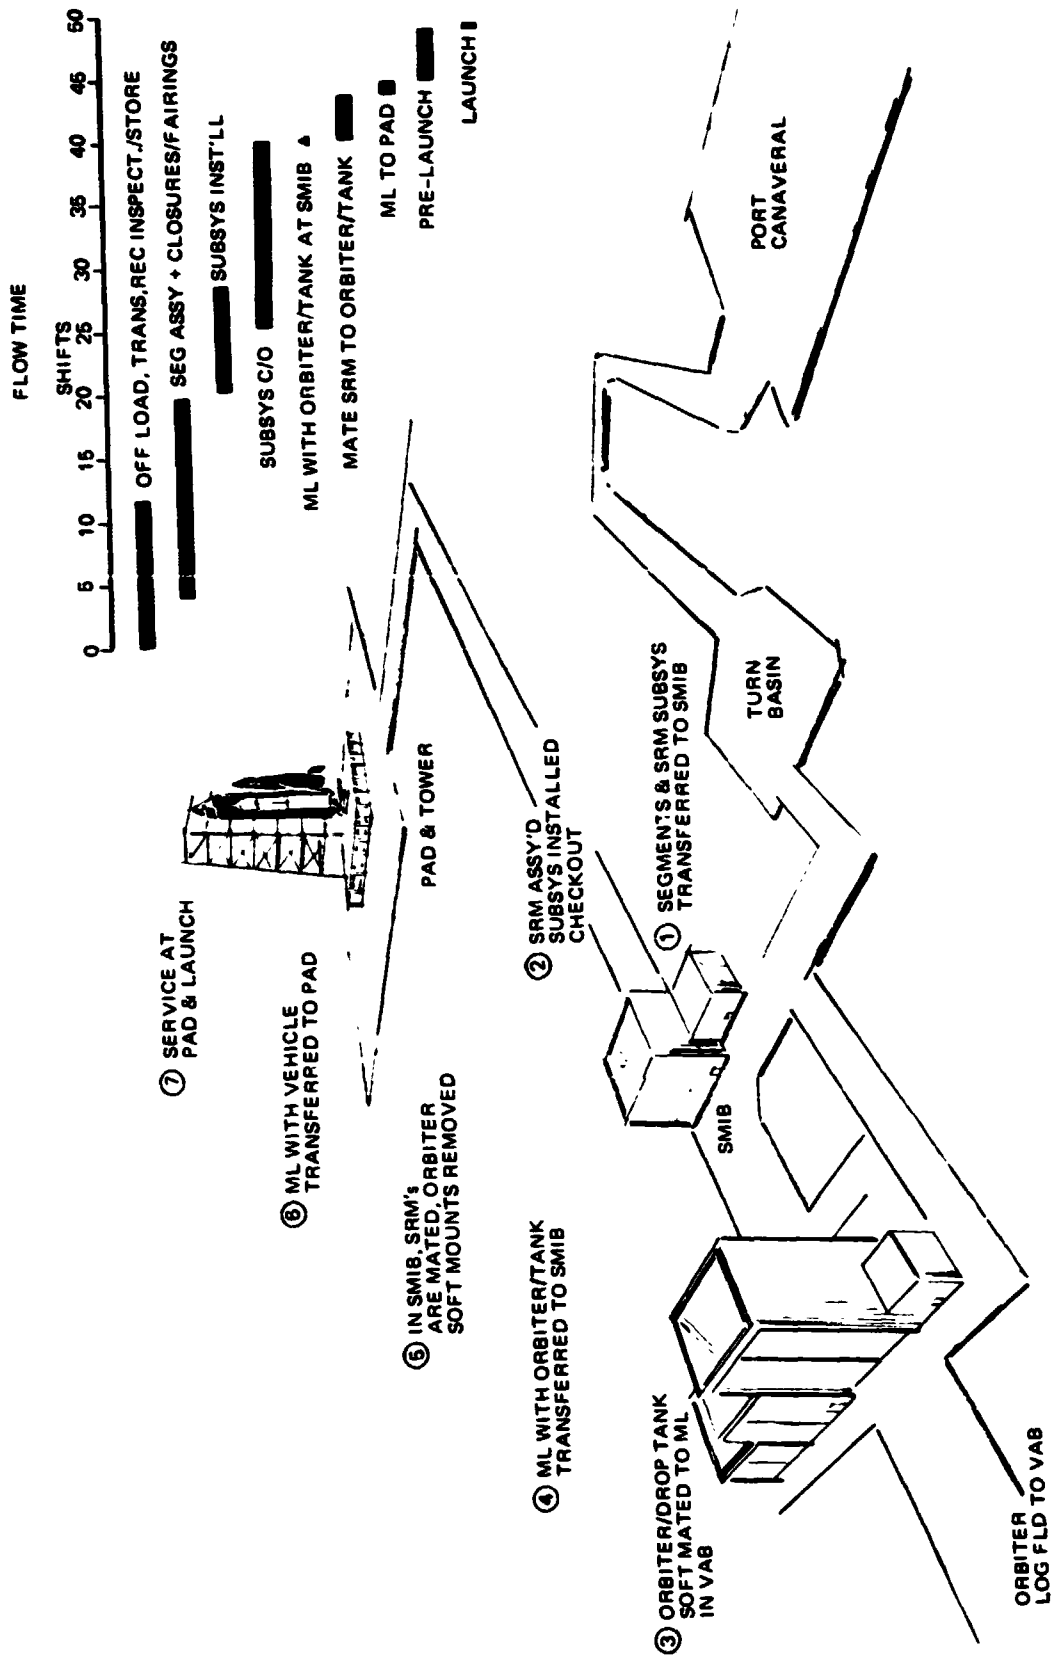 FLOW TIME
SHIFTS
0 5 10 15 20 25 30 35 40 45 50
OFF LOAD, TRANS, REC INSPECT./STORE
SEG ASSY + CLOSURES/FAIRINGS
SUBSYS INST'LL
SUBSYS C/O
ML WITH ORBITER/TANK AT SMIB
MATE SRM TO ORBITER/TANK
ML TO PAD
PRE-LAUNCH
LAUNCH
⑦ SERVICE AT
PAD & LAUNCH
⑥ ML WITH VEHICLE
TRANSFERRED TO PAD
PAD & TOWER
⑤ IN SMIB, SRM's
ARE MATED, ORBITER
SOFT MOUNTS REMOVED
② SRM ASSY'D
SUBSYS INSTALLED
CHECKOUT
④ ML WITH ORBITER/TANK
TRANSFERRED TO SMIB
① SEGMENTS & SRM SUBSYS
TRANSFERRED TO SMIB
③ ORBITER/DROP TANK
SOFT MATED TO ML
IN VAB
SMIB
TURN
BASIN
PORT
CANAVERAL
ORBITER
LOG FLD TO VAB